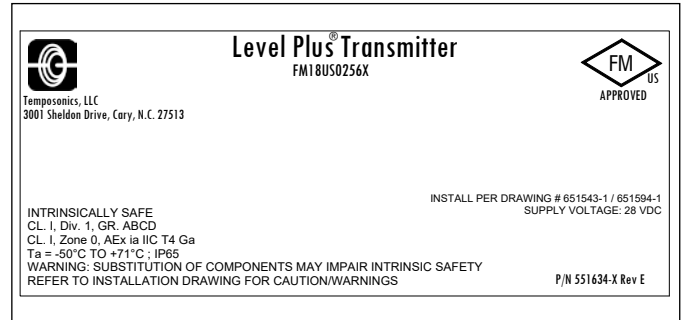 Level Plus® Transmitter
FM18US0256X
FM
US
APPROVED
Temposonics, LLC
3001 Sheldon Drive, Cary, N.C. 27513
INSTALL PER DRAWING # 651543-1 / 651594-1
SUPPLY VOLTAGE: 28 VDC
INTRINSICALLY SAFE
CL. I, Div. 1, GR. ABCD
CL. I, Zone 0, AEx ia IIC T4 Ga
Ta = -50°C TO +71°C ; IP65
WARNING: SUBSTITUTION OF COMPONENTS MAY IMPAIR INTRINSIC SAFETY
REFER TO INSTALLATION DRAWING FOR CAUTION/WARNINGS
P/N 551634-X Rev E